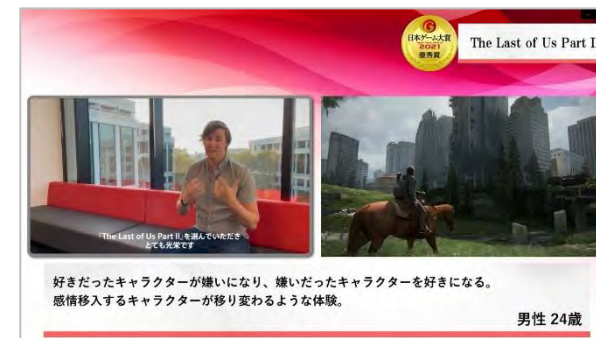 日本ゲーム大賞
2021
優秀賞
The Last of Us Part I
「The Last of Us Part II」を選んでいただき
とても光栄です
好きだったキャラクターが嫌いになり、嫌いだったキャラクターを好きになる。
感情移入するキャラクターが移り変わるような体験。
男性 24歳